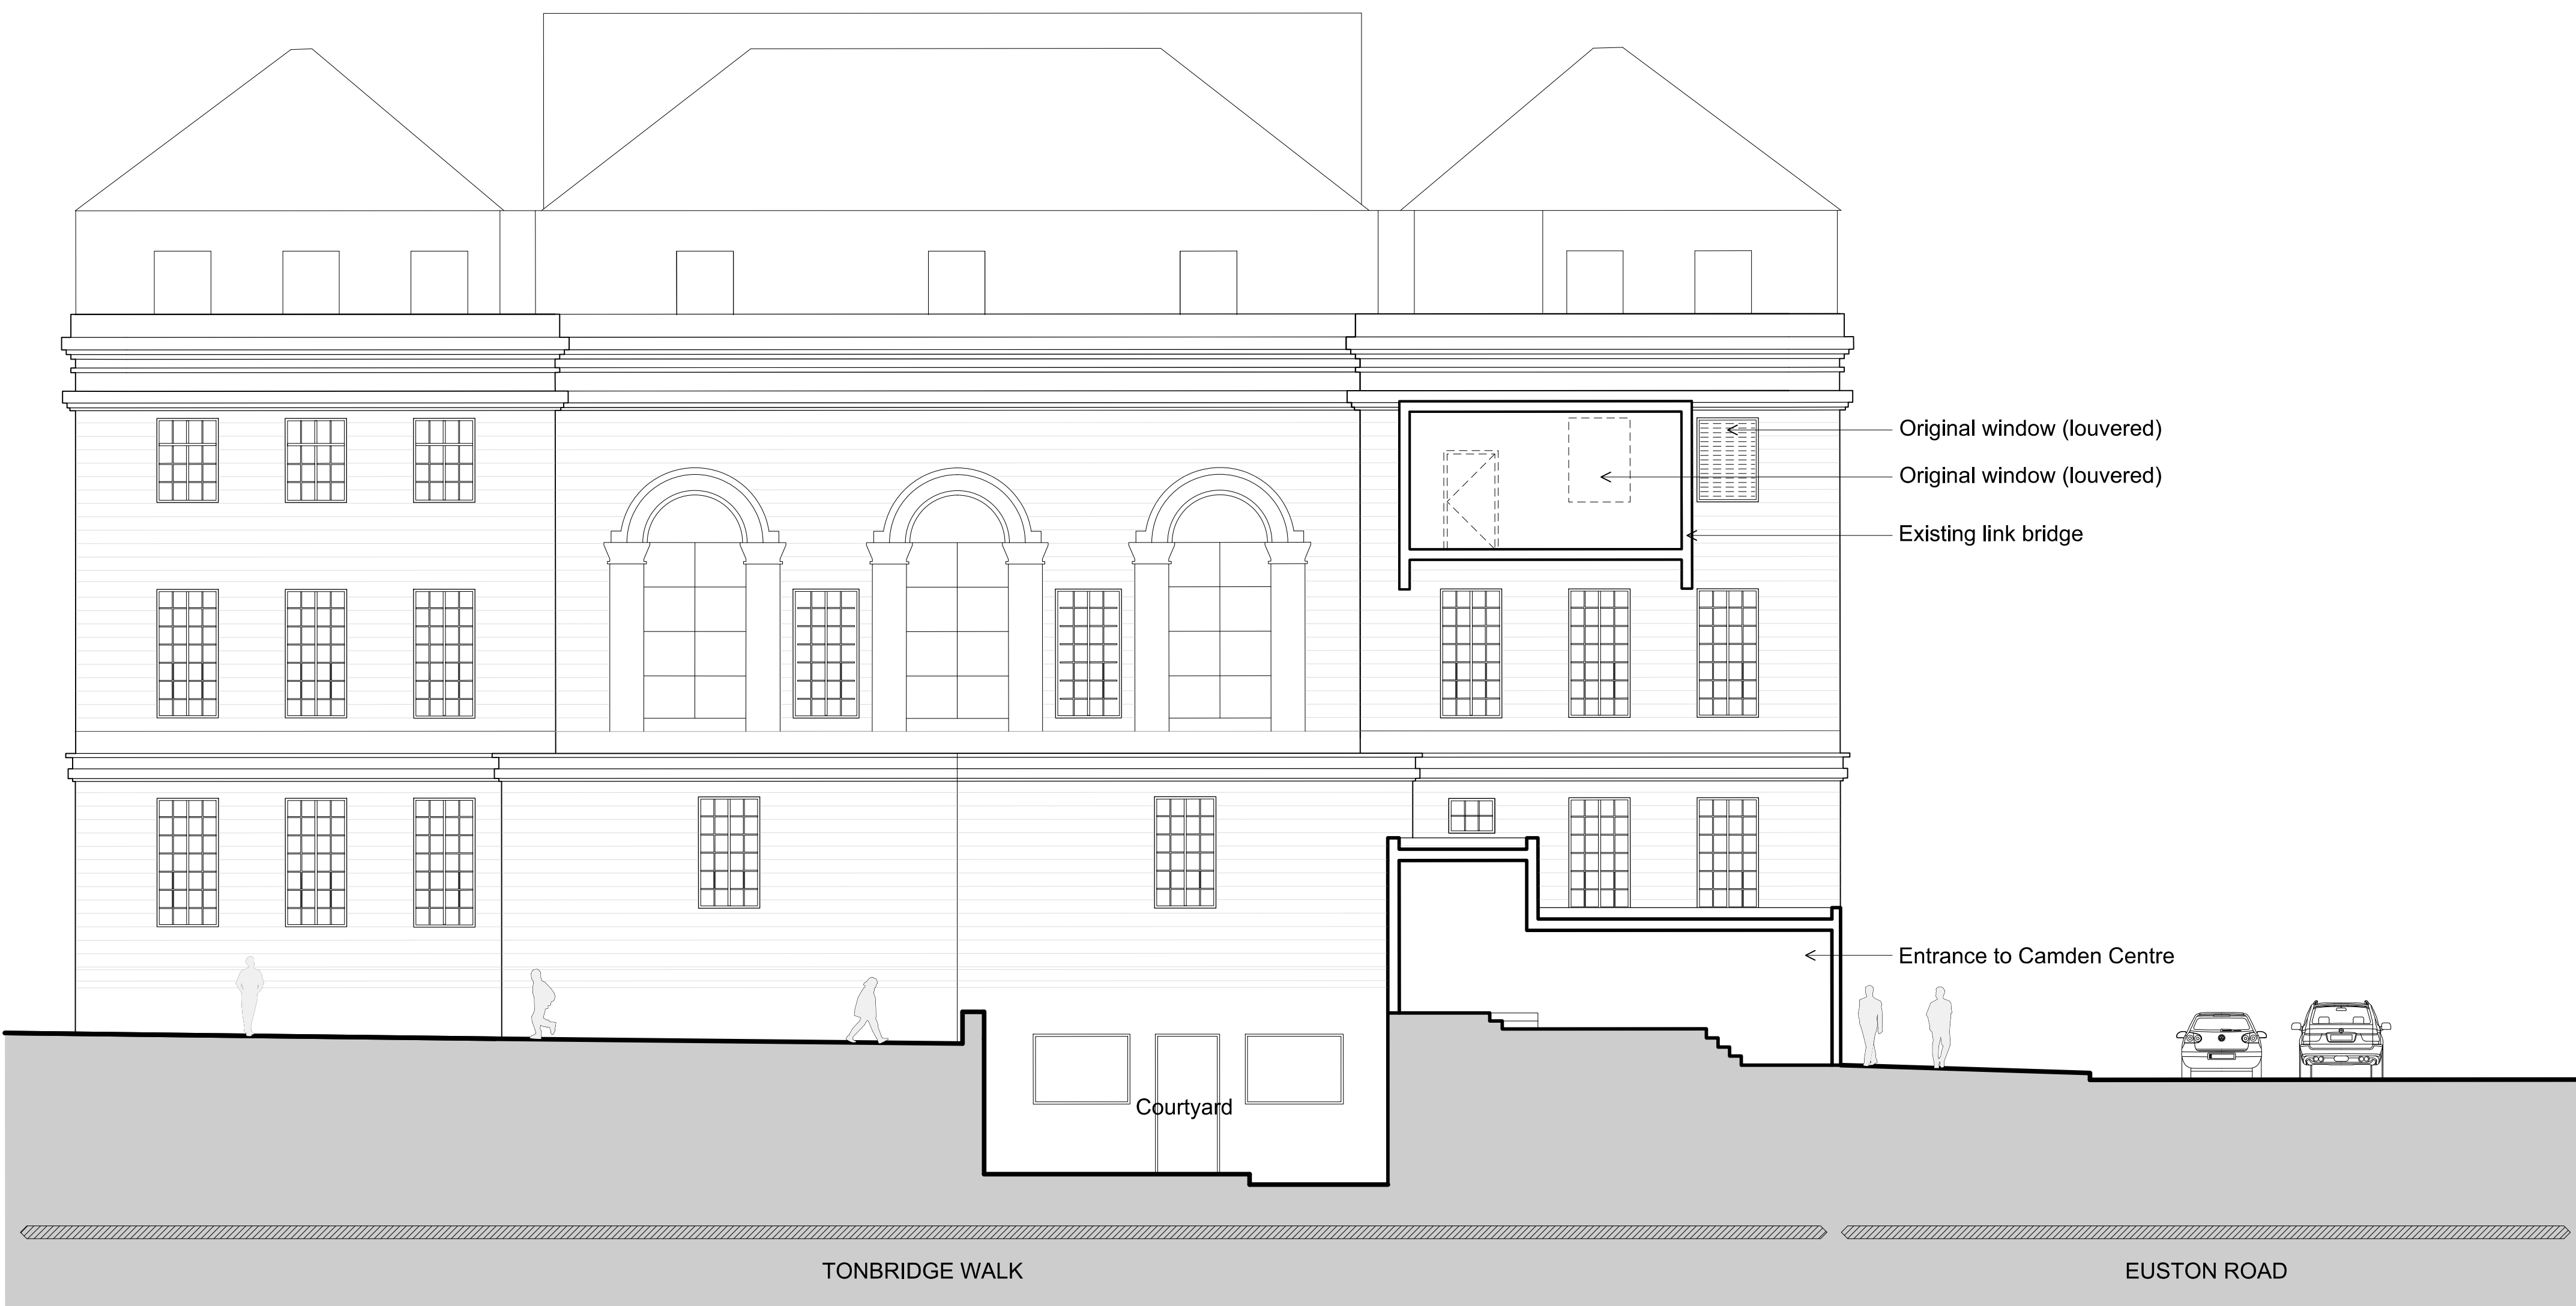 Original window (louvered)
Original window (louvered)
Existing link bridge
Entrance to Camden Centre
Courtyard
TONBRIDGE WALK
EUSTON ROAD